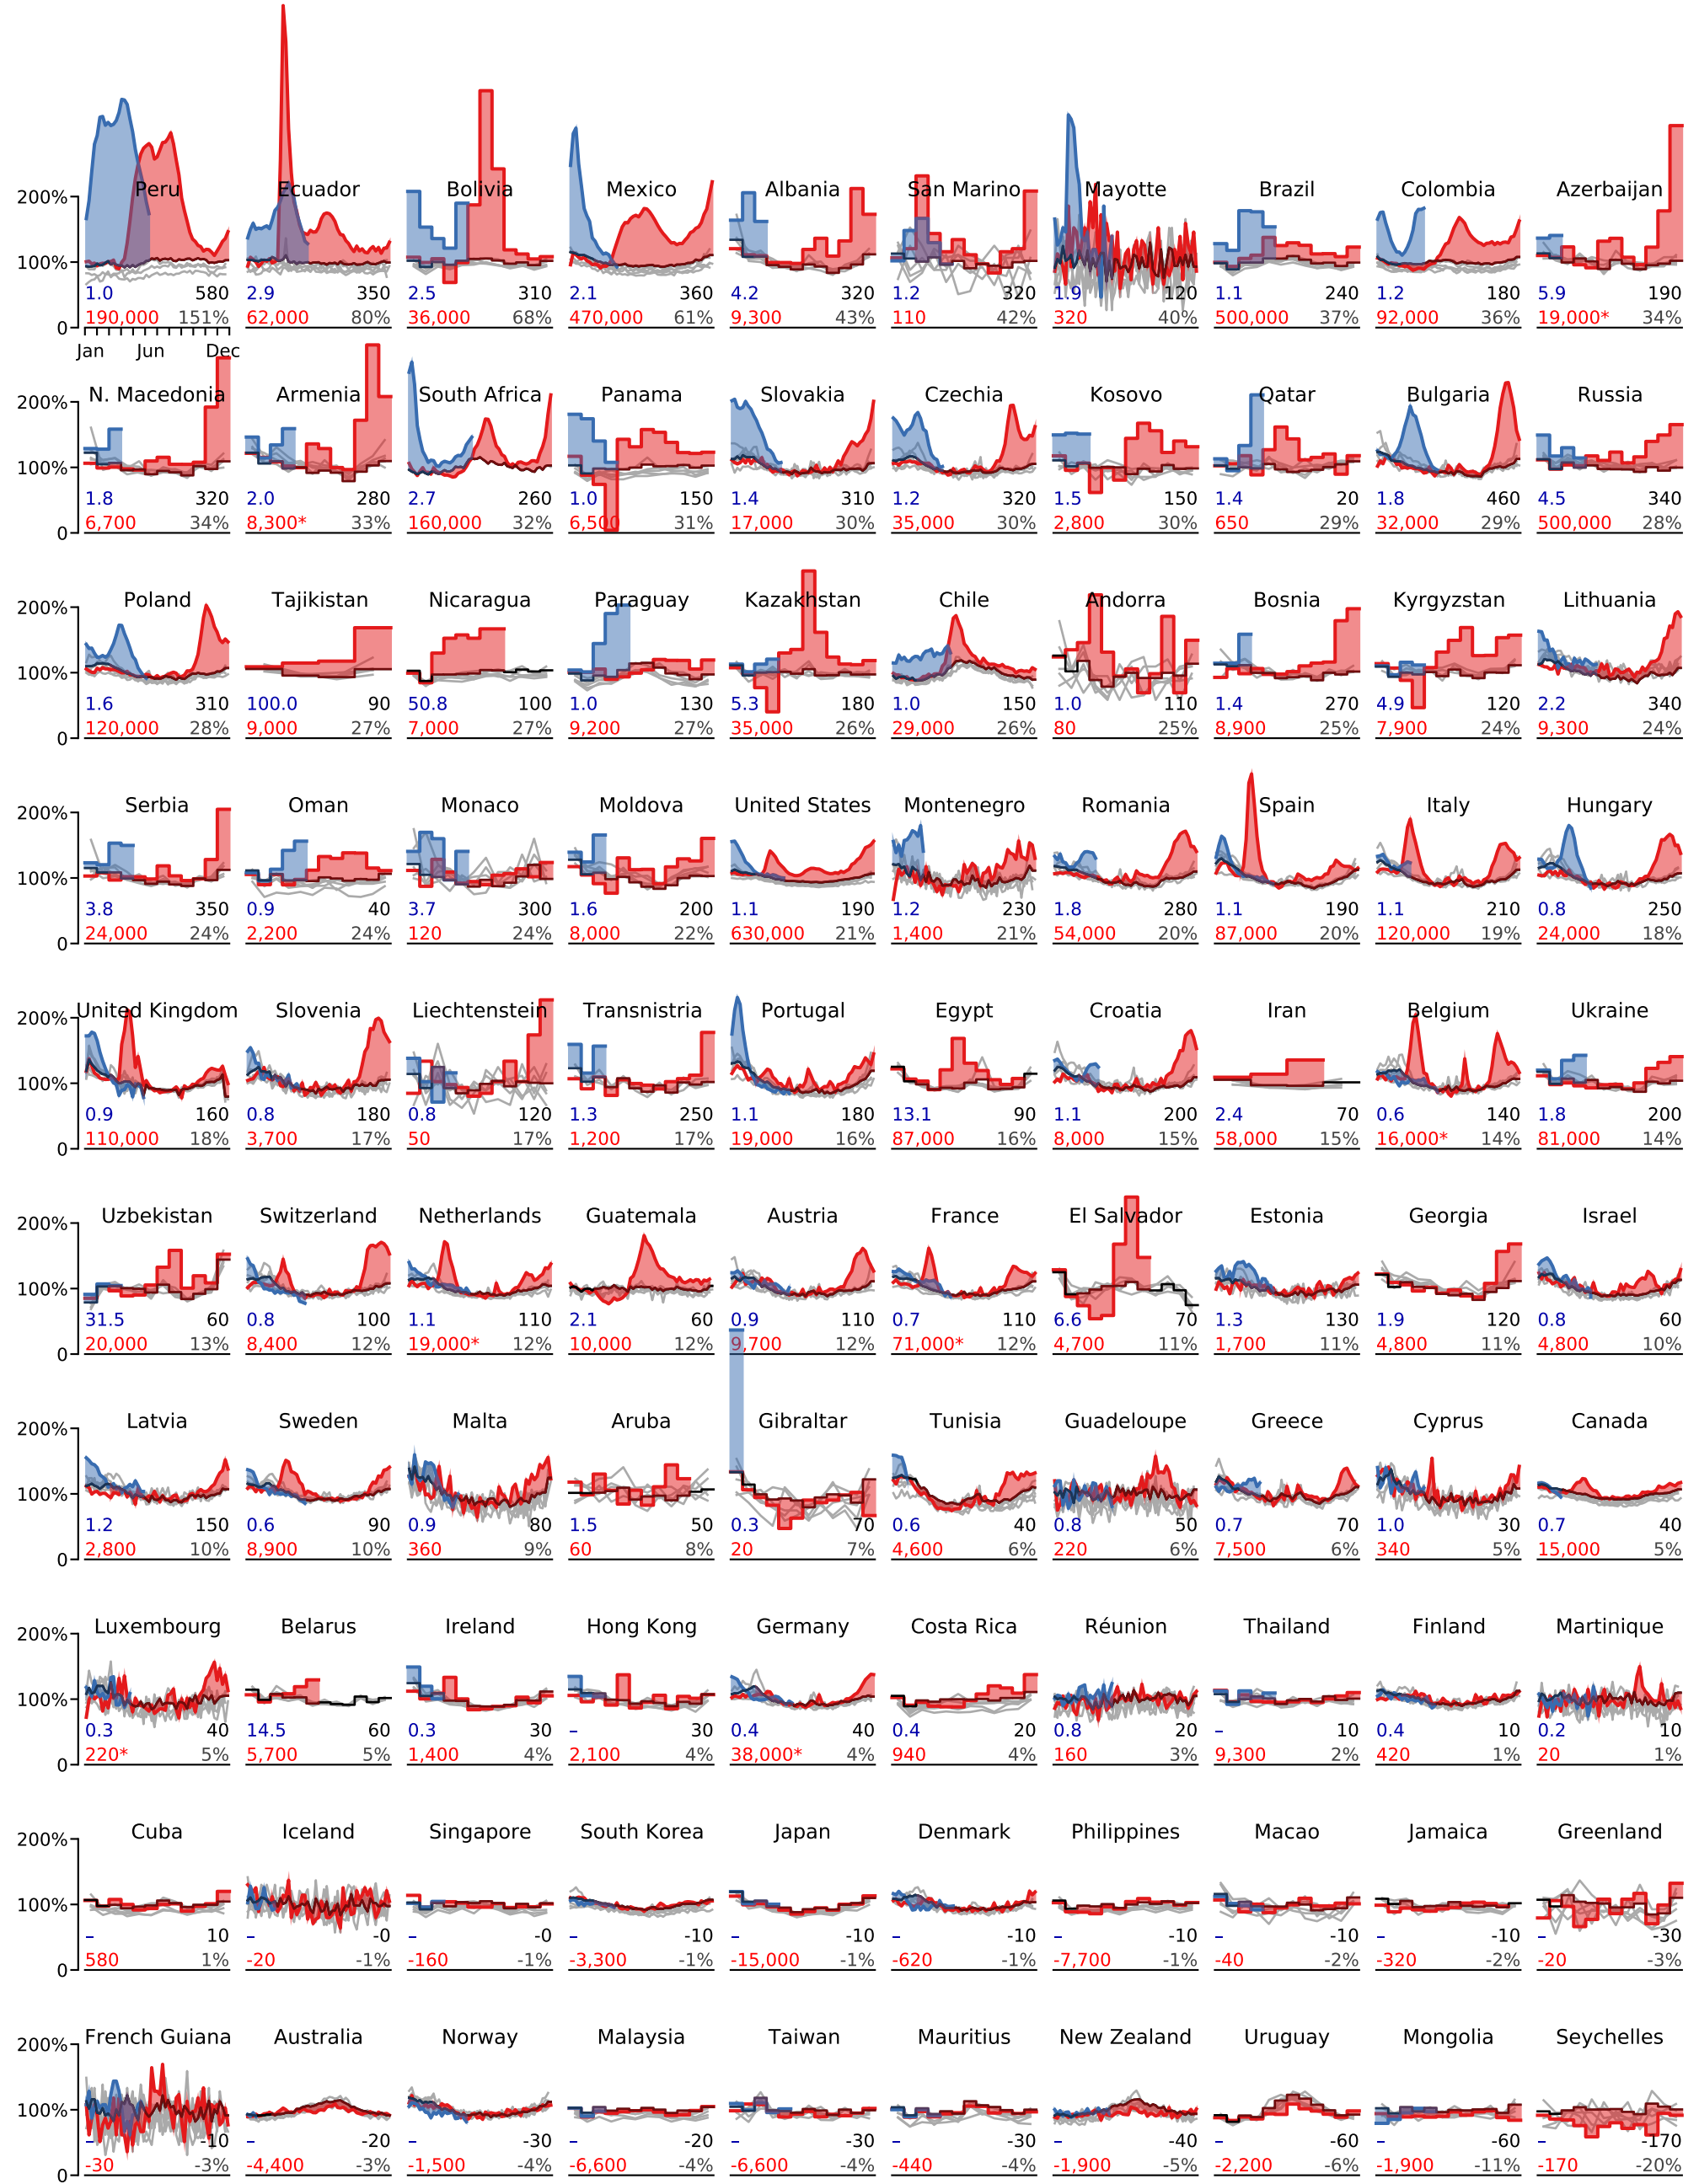 Peru Ecuador Bolivia Mexico Albania San Marino Mayotte Brazil Colombia Azerbaijan
200%
100%
1.0 580 2.9 350 2.5 310 2.1 360 4.2 320 1.2 320 1.9 120 1.1 240 1.2 180 5.9 190
0 190,000 151% 62,000 80% 36,000 68% 470,000 61% 9,300 43% 110 42% 320 40% 500,000 37% 92,000 36% 19,000* 34%
Jan Jun Dec
N. Macedonia Armenia South Africa Panama Slovakia Czechia Kosovo Qatar Bulgaria Russia
200%
100%
1.8 320 2.0 280 2.7 260 1.0 150 1.4 310 1.2 320 1.5 150 1.4 20 1.8 460 4.5 340
0 6,700 34% 8,300* 33% 160,000 32% 6,500 31% 17,000 30% 35,000 30% 2,800 30% 650 29% 32,000 29% 500,000 28%
Poland Tajikistan Nicaragua Paraguay Kazakhstan Chile Andorra Bosnia Kyrgyzstan Lithuania
200%
100%
1.6 310 100.0 90 50.8 100 1.0 130 5.3 180 1.0 150 1.0 110 1.4 270 4.9 120 2.2 340
0 120,000 28% 9,000 27% 7,000 27% 9,200 27% 35,000 26% 29,000 26% 80 25% 8,900 25% 7,900 24% 9,300 24%
Serbia Oman Monaco Moldova United States Montenegro Romania Spain Italy Hungary
200%
100%
3.8 350 0.9 40 3.7 300 1.6 200 1.1 190 1.2 230 1.8 280 1.1 190 1.1 210 0.8 250
0 24,000 24% 2,200 24% 120 24% 8,000 22% 630,000 21% 1,400 21% 54,000 20% 87,000 20% 120,000 19% 24,000 18%
United Kingdom Slovenia Liechtenstein Transnistria Portugal Egypt Croatia Iran Belgium Ukraine
200%
100%
0.9 160 0.8 180 0.8 120 1.3 250 1.1 180 13.1 90 1.1 200 2.4 70 0.6 140 1.8 200
0 110,000 18% 3,700 17% 50 17% 1,200 17% 19,000 16% 87,000 16% 8,000 15% 58,000 15% 16,000* 14% 81,000 14%
Uzbekistan Switzerland Netherlands Guatemala Austria France El Salvador Estonia Georgia Israel
200%
100%
31.5 60 0.8 100 1.1 110 2.1 60 0.9 110 0.7 110 6.6 70 1.3 130 1.9 120 0.8 60
0 20,000 13% 8,400 12% 19,000* 12% 10,000 12% 9,700 12% 71,000* 12% 4,700 11% 1,700 11% 4,800 11% 4,800 10%
Latvia Sweden Malta Aruba Gibraltar Tunisia Guadeloupe Greece Cyprus Canada
200%
100%
1.2 150 0.6 90 0.9 80 1.5 50 0.3 70 0.6 40 0.8 50 0.7 70 1.0 30 0.7 40
0 2,800 10% 8,900 10% 360 9% 60 8% 20 7% 4,600 6% 220 6% 7,500 6% 340 5% 15,000 5%
Luxembourg Belarus Ireland Hong Kong Germany Costa Rica Réunion Thailand Finland Martinique
200%
100%
0.3 40 14.5 60 0.3 30 – 30 0.4 40 0.4 20 0.8 20 – 10 0.4 10 0.2 10
0 220* 5% 5,700 5% 1,400 4% 2,100 4% 38,000* 4% 940 4% 160 3% 9,300 2% 420 1% 20 1%
Cuba Iceland Singapore South Korea Japan Denmark Philippines Macao Jamaica Greenland
200%
100%
– 10 – -0 – -0 – -10 – -10 – -10 – -10 – -10 – -10 – -30
0 580 1% -20 -1% -160 -1% -3,300 -1% -15,000 -1% -620 -1% -7,700 -1% -40 -2% -320 -2% -20 -3%
French Guiana Australia Norway Malaysia Taiwan Mauritius New Zealand Uruguay Mongolia Seychelles
200%
100%
– -10 – -20 – -30 – -20 – -30 – -30 – -40 – -60 – -60 – -170
0 -30 -3% -4,400 -3% -1,500 -4% -6,600 -4% -6,600 -4% -440 -4% -1,900 -5% -2,200 -6% -1,900 -11% -170 -20%